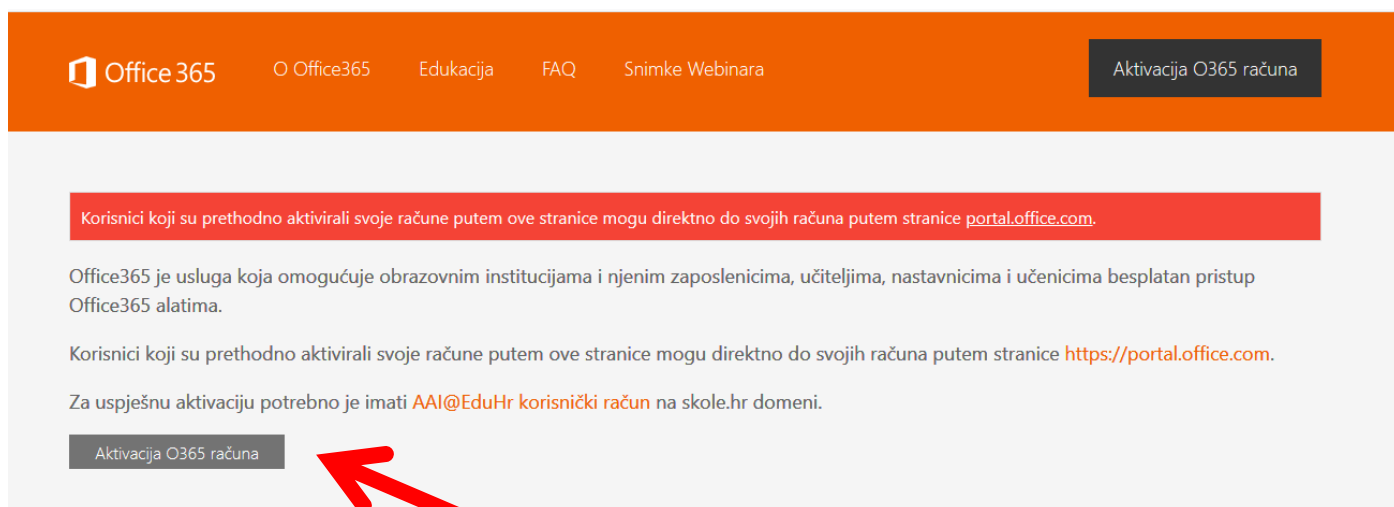 Office 365 O Office365 Edukacija FAQ Snimke Webinara Aktivacija O365 računa
Korisnici koji su prethodno aktivirali svoje račune putem ove stranice mogu direktno do svojih računa putem stranice portal.office.com.
Office365 je usluga koja omogućuje obrazovnim institucijama i njenim zaposlenicima, učiteljima, nastavnicima i učenicima besplatan pristup
Office365 alatima.
Korisnici koji su prethodno aktivirali svoje račune putem ove stranice mogu direktno do svojih računa putem stranice https://portal.office.com.
Za uspješnu aktivaciju potrebno je imati AAI@EduHr korisnički račun na skole.hr domeni.
Aktivacija O365 računa